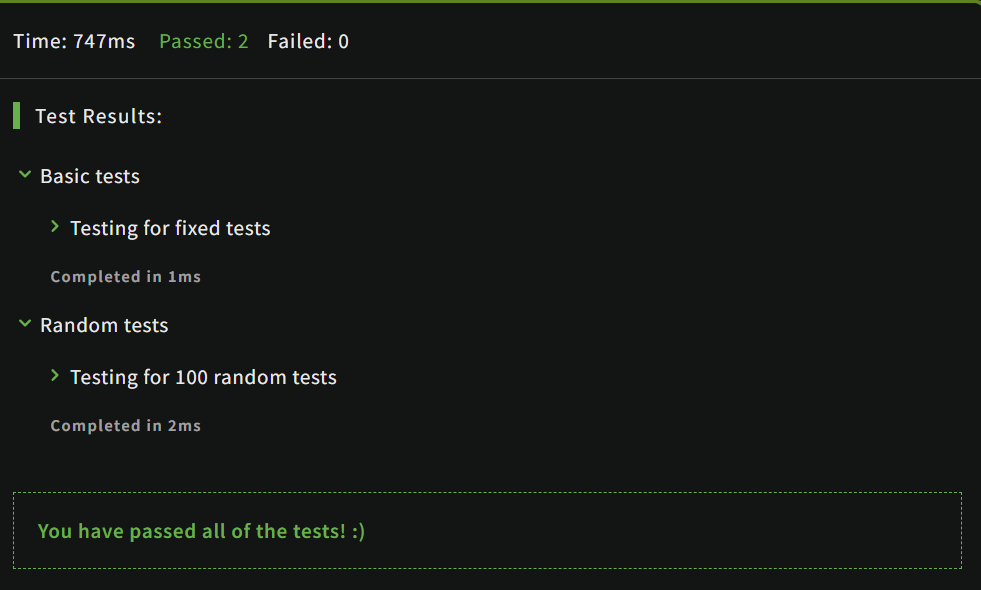 Time: 747ms Passed: 2 Failed: 0
Test Results:
Basic tests
Testing for fixed tests
Completed in 1ms
Random tests
Testing for 100 random tests
Completed in 2ms
You have passed all of the tests! :)